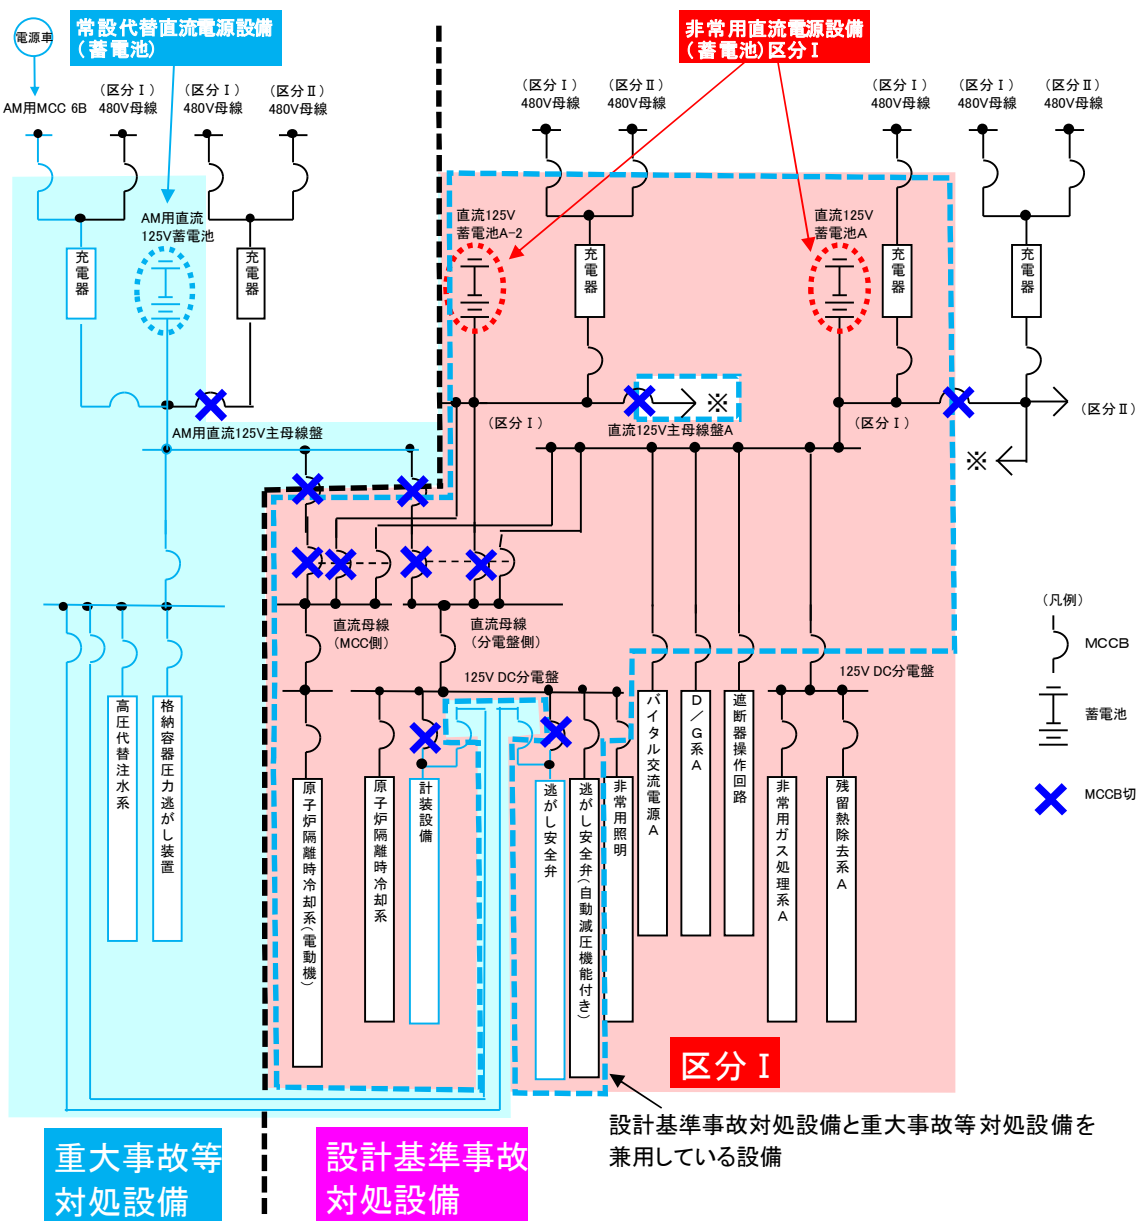 電源車
常設代替直流電源設備
(蓄電池)
非常用直流電源設備
(蓄電池)区分Ⅰ
AM用MCC 6B
(区分Ⅰ)
480V母線
(区分Ⅰ)
480V母線
(区分Ⅱ)
480V母線
(区分Ⅰ)
480V母線
(区分Ⅱ)
480V母線
(区分Ⅰ)
480V母線
(区分Ⅰ)
480V母線
(区分Ⅱ)
480V母線
AM用直流
125V蓄電池
直流125V
蓄電池A-2
直流125V
蓄電池A
充電器
充電器
充電器
充電器
充電器
※
(区分Ⅰ)
直流125V主母線盤A
(区分Ⅰ)
(区分Ⅱ)
※
AM用直流125V主母線盤
直流母線
(MCC側)
直流母線
(分電盤側)
125V DC分電盤
125V DC分電盤
(凡例)
MCCB
蓄電池
MCCB切
高圧代替注水系
格納容器圧力逃がし装置
原子炉隔離時冷却系(電動機)
原子炉隔離時冷却系
計装設備
逃がし安全弁
逃がし安全弁(自動減圧機能付き)
非常用照明
バイタル交流電源A
D/G系A
遮断器操作回路
非常用ガス処理系A
残留熱除去系A
区分Ⅰ
設計基準事故対処設備と重大事故等対処設備を
兼用している設備
重大事故等
対処設備
設計基準事故
対処設備